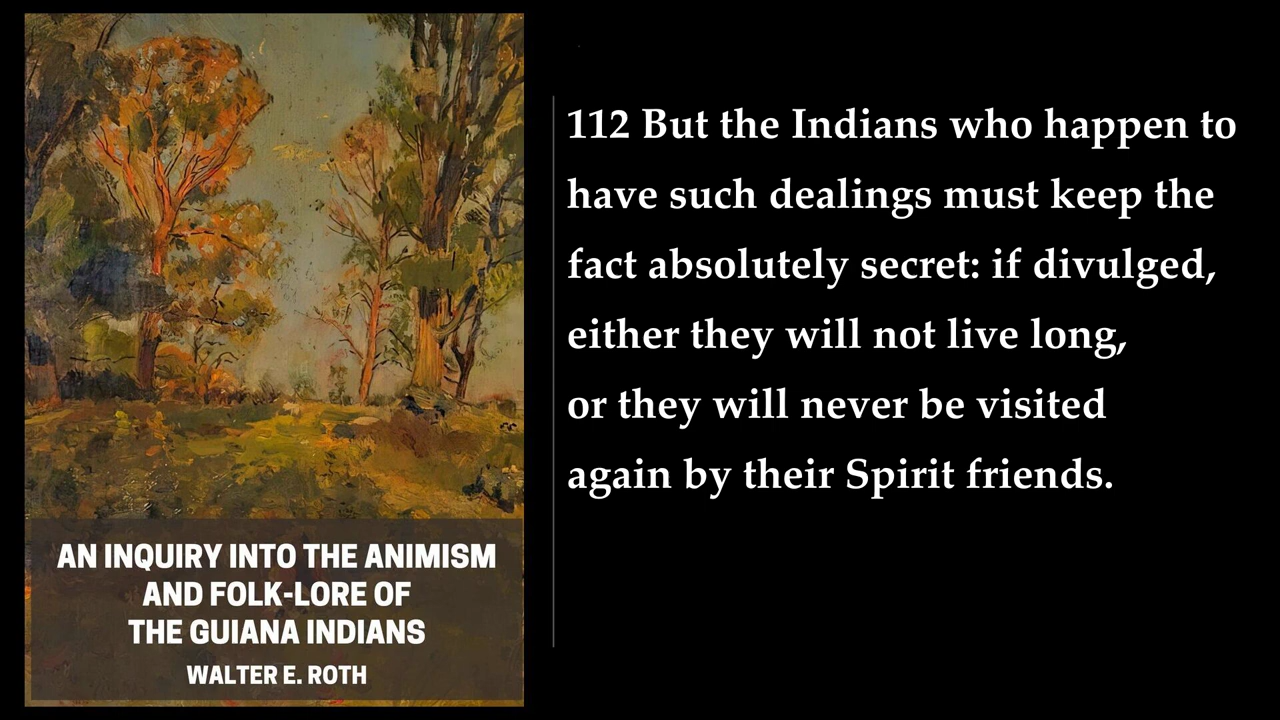 112 But the Indians who happen to
have such dealings must keep the
fact absolutely secret: if divulged,
either they will not live long,
or they will never be visited
again by their Spirit friends.
AN INQUIRY INTO THE ANIMISM
AND FOLK-LORE OF
THE GUIANA INDIANS
WALTER E. ROTH